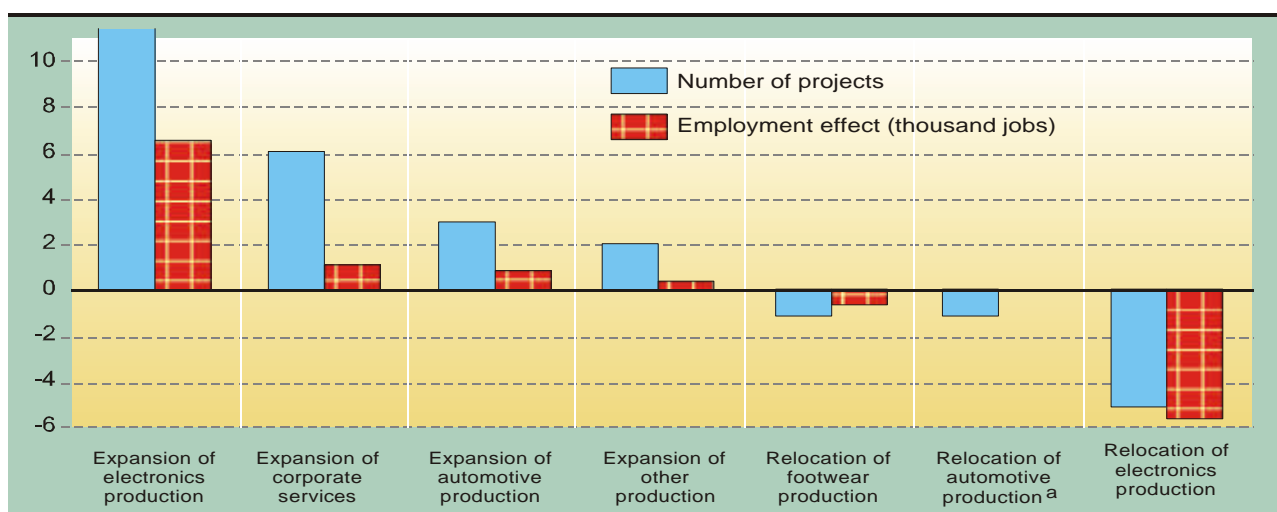 10
8
6
4
2
0
-2
-4
-6
Number of projects
Employment effect (thousand jobs)
Expansion of
electronics
production
Expansion of
corporate
services
Expansion of
automotive
production
Expansion of
other
production
Relocation of
footwear
production
Relocation of
automotive
production a
Relocation of
electronics
production